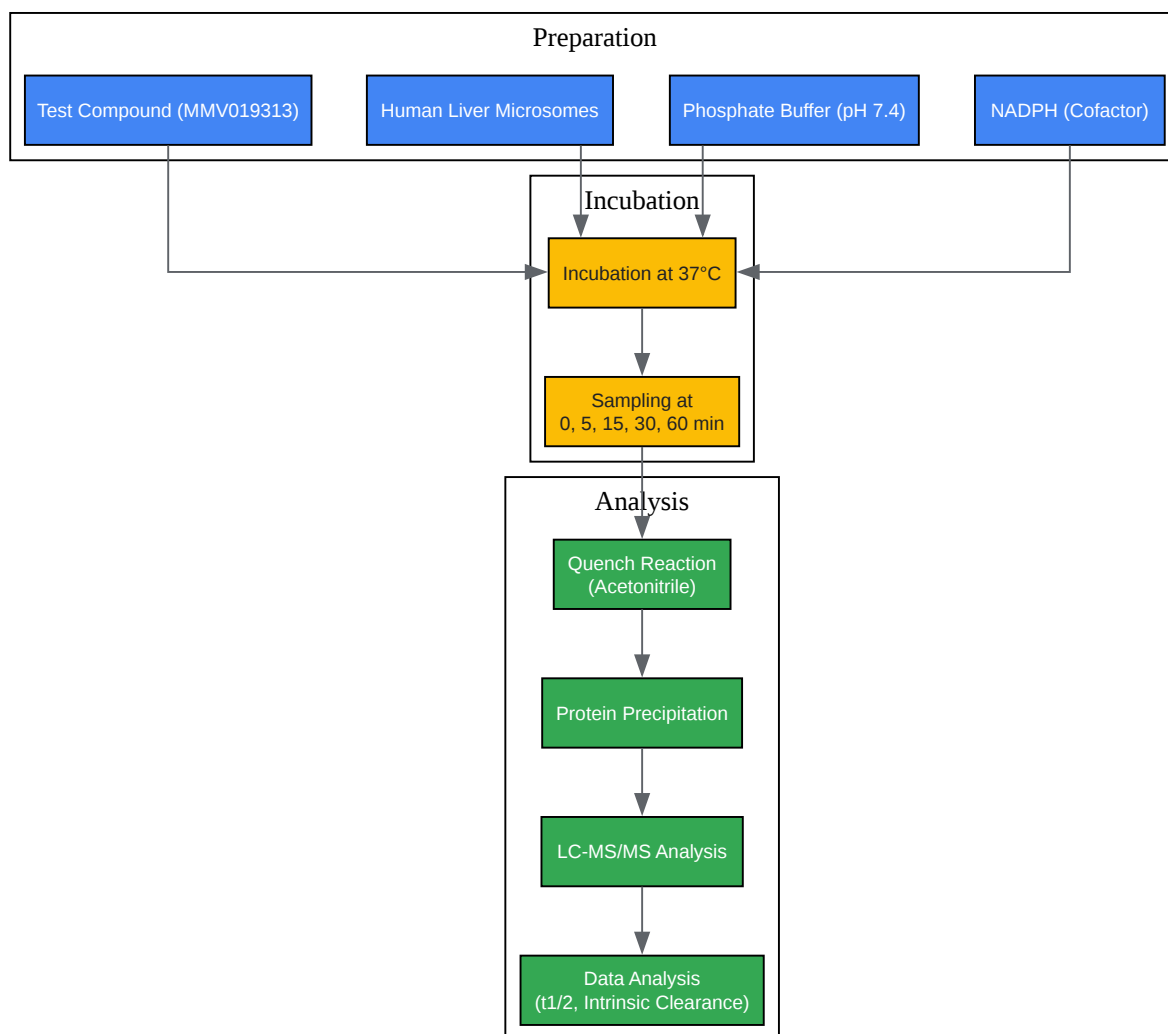 Preparation
Test Compound (MMV019313)
Human Liver Microsomes
Phosphate Buffer (pH 7.4)
NADPH (Cofactor)
Incubation
Incubation at 37°C
Sampling at
0, 5, 15, 30, 60 min
Analysis
Quench Reaction
(Acetonitrile)
Protein Precipitation
LC-MS/MS Analysis
Data Analysis
(t1/2, Intrinsic Clearance)